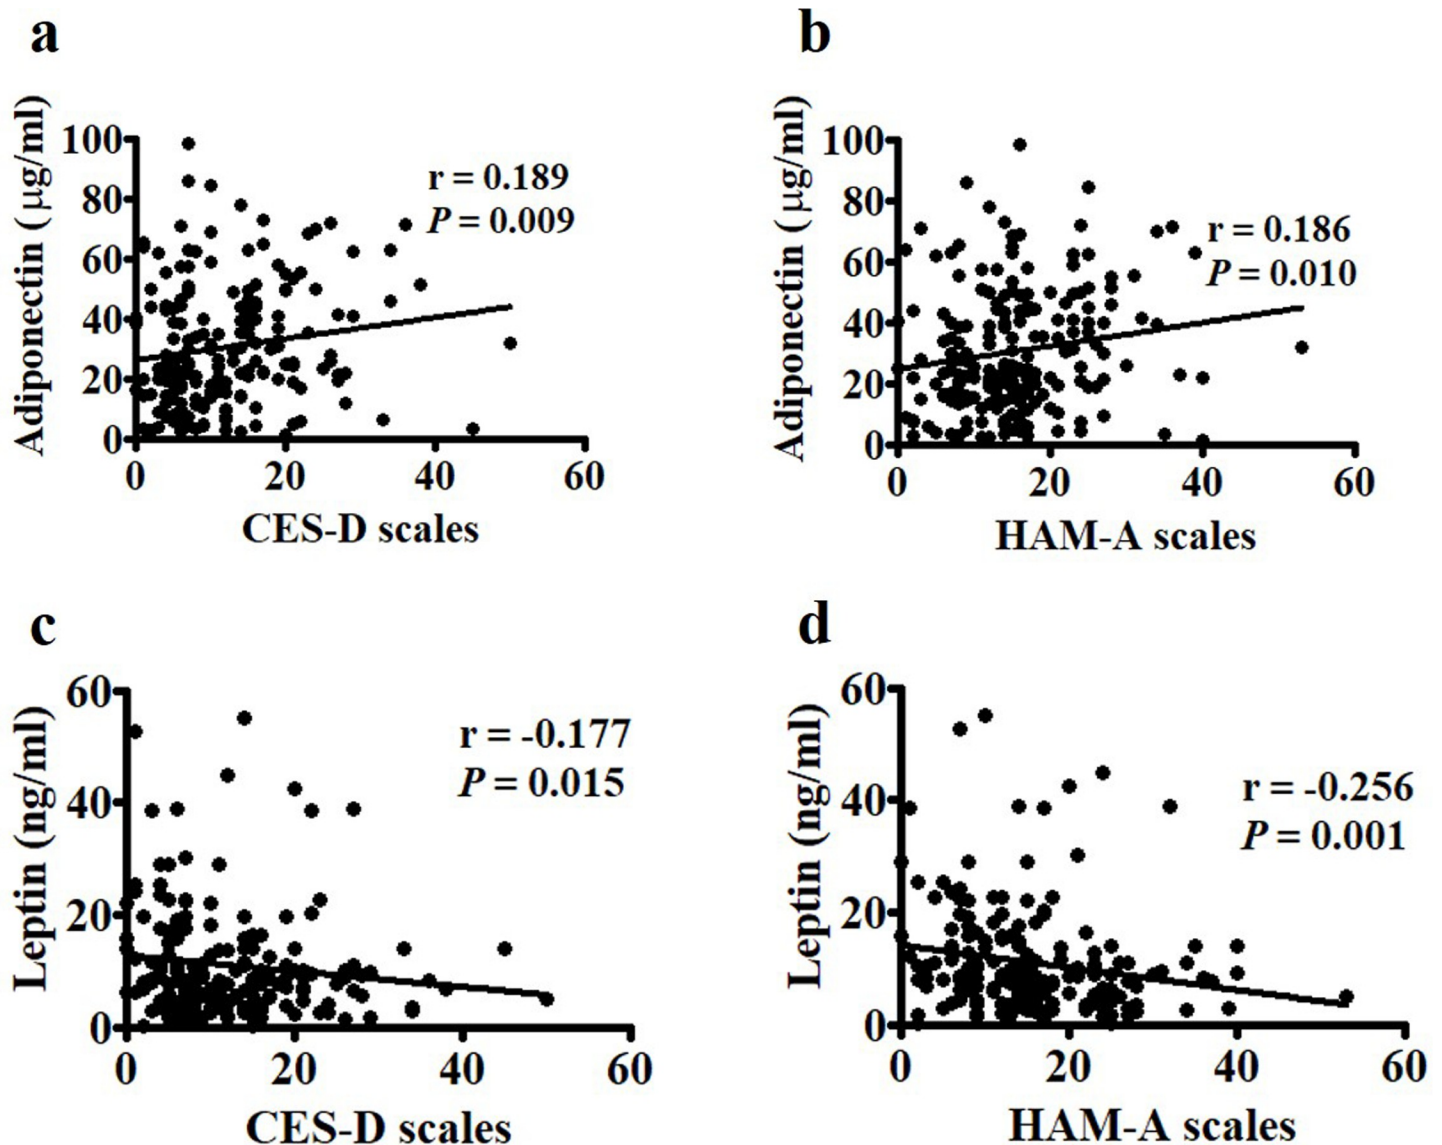 a
Adiponectin ( μg/ml)
100
80
60
40
20
0
r = 0.189
P = 0.009
0 20 40 60
CES-D scales
b
Adiponectin ( μg/ml)
100
80
60
40
20
0
r = 0.186
P = 0.010
0 20 40 60
HAM-A scales
c
Leptin (ng/ml)
60
40
20
0
r = -0.177
P = 0.015
0 20 40 60
CES-D scales
d
Leptin (ng/ml)
60
40
20
0
r = -0.256
P = 0.001
0 20 40 60
HAM-A scales